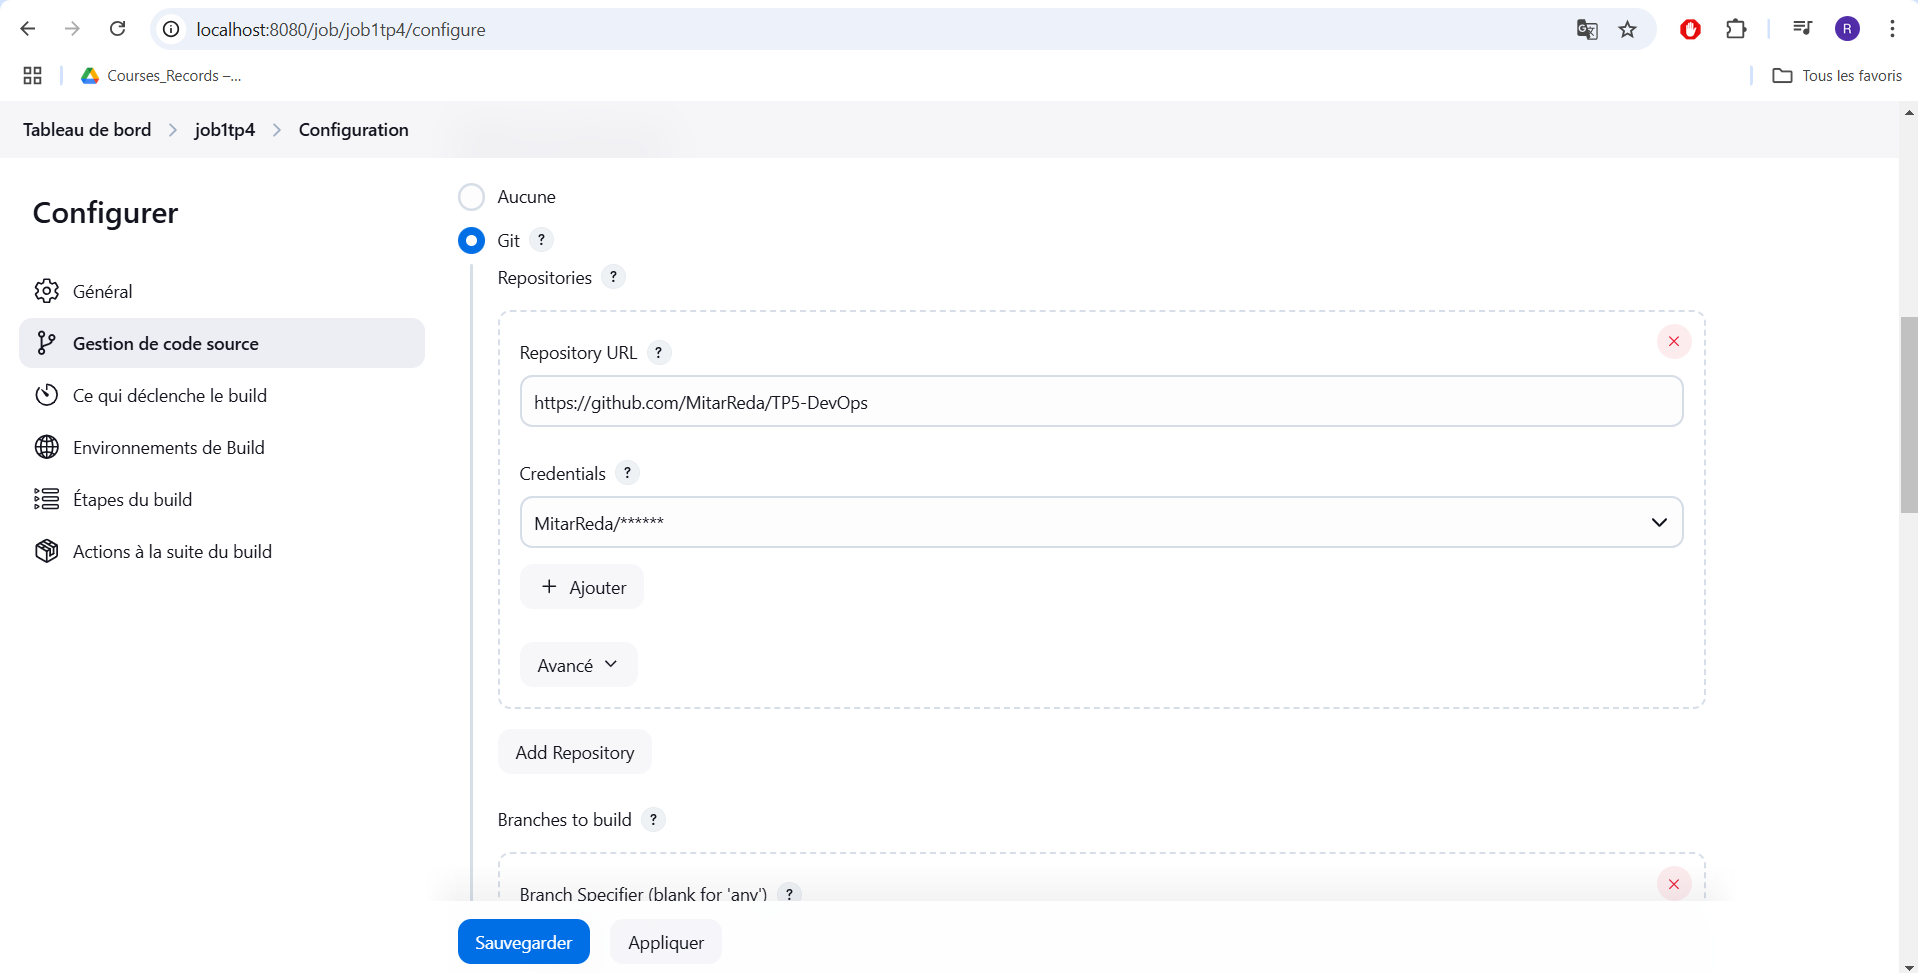 localhost:8080/job/job1tp4/configure
R
Courses_Records –...
Tous les favoris
Tableau de bord
job1tp4
Configuration
Configurer
Général
Gestion de code source
Ce qui déclenche le build
Environnements de Build
Étapes du build
Actions à la suite du build
Aucune
Git ?
Repositories ?
Repository URL ?
https://github.com/MitarReda/TP5-DevOps
Credentials ?
MitarReda/******
+ Ajouter
Avancé
Add Repository
Branches to build ?
Branch Specifier (blank for 'any') ?
Sauvegarder
Appliquer